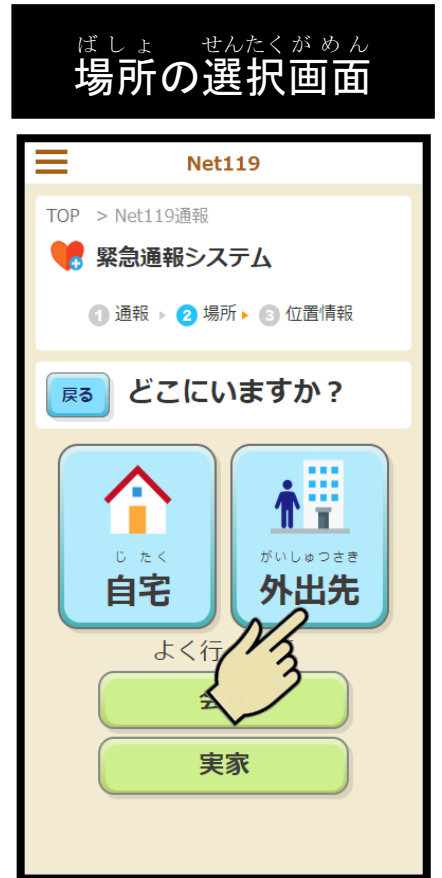 ばしょ せんたくがめん
場所の選択画面
Net119
TOP > Net119通報
緊急通報システム
1 通報 2 場所 3 位置情報
戻る どこにいますか？
じたく がいしゅつさき
自宅 外出先
よく行
実家